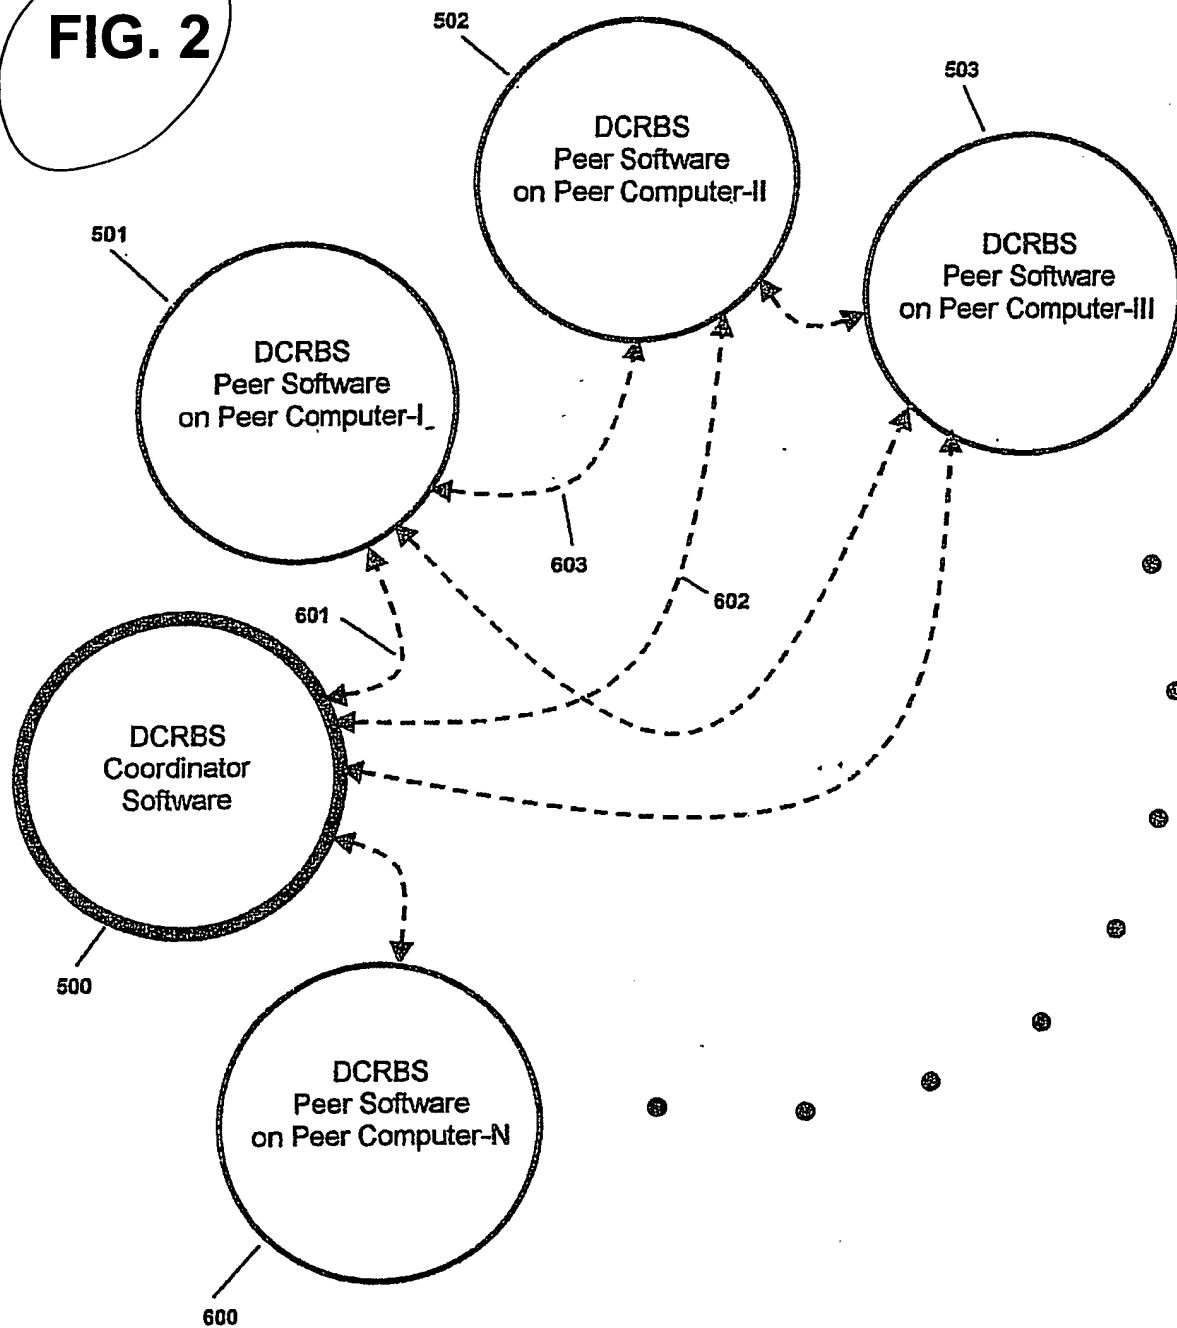 FIG. 2
502
503
DCRBS
Peer Software
on Peer Computer-II
501
DCRBS
Peer Software
on Peer Computer-III
DCRBS
Peer Software
on Peer Computer-I
603
602
601
DCRBS
Coordinator
Software
500
DCRBS
Peer Software
on Peer Computer-N
600